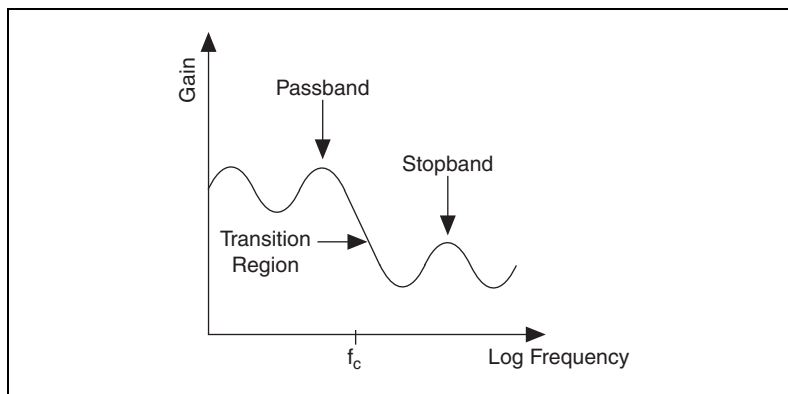 Gain
Passband
Stopband
Transition
Region
fc
Log Frequency